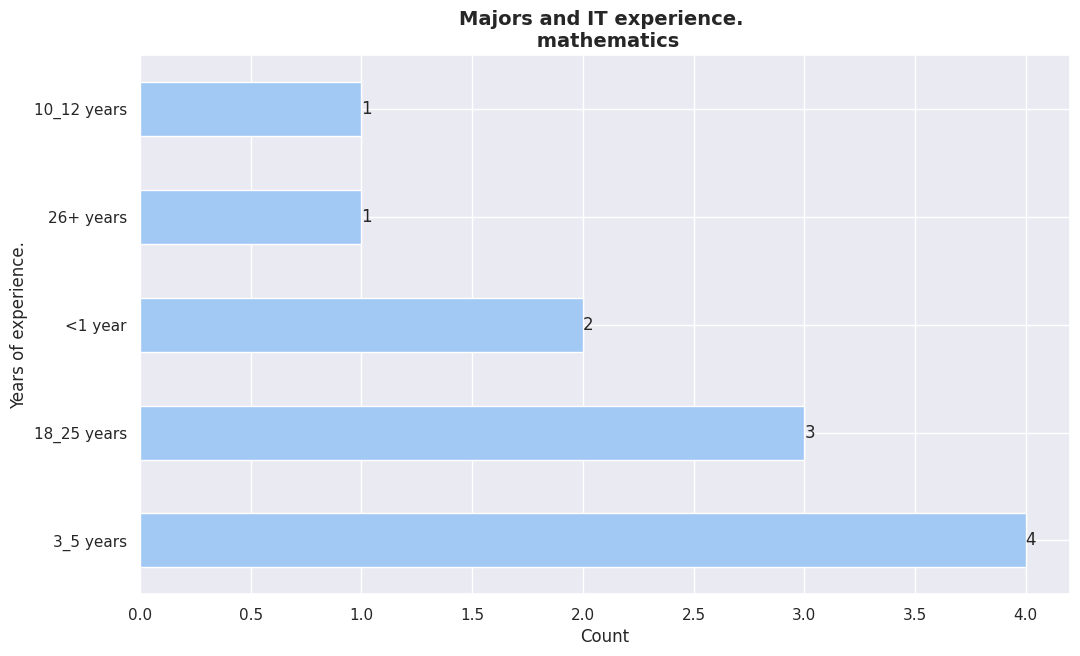 Majors and IT experience.
mathematics
10_12 years
1
26+ years
1
<1 year
2
18_25 years
3
3_5 years
4
Years of experience.
0.0 0.5 1.0 1.5 2.0 2.5 3.0 3.5 4.0
Count